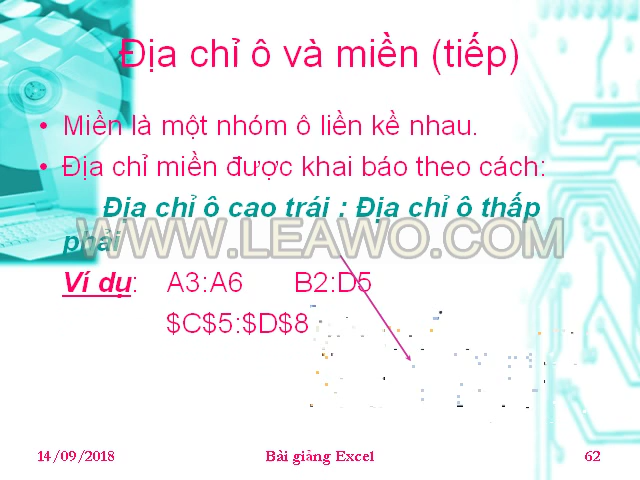 Địa chỉ ô và miền (tiếp)
• Miền là một nhóm ô liền kề nhau.
• Địa chỉ miền được khai báo theo cách:
Địa chỉ ô cao trái : Địa chỉ ô thấp
phải
WWW.LEAWO.COM
Ví dụ: A3:A6 B2:D5
$C$5:$D$8
14/09/2018 Bài giảng Excel 62